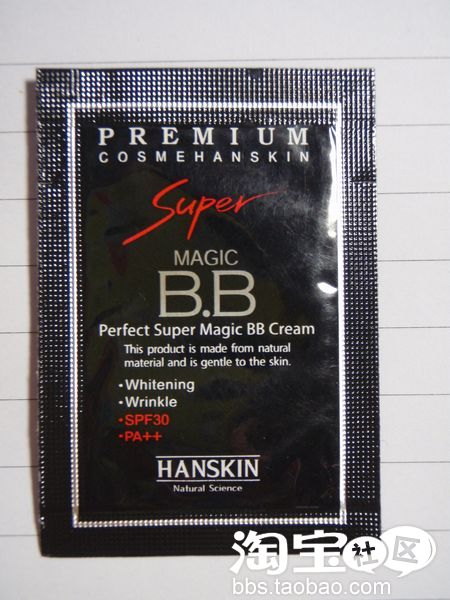 PREMIUM
COSMEHANSKIN
Super
MAGIC
B.B
Perfect Super Magic BB Cream
This product is made from natural
material and is gentle to the skin.
•Whitening
•Wrinkle
•SPF30
•PA++
HANSKIN
Natural Science
淘宝社区
bbs.taobao.com